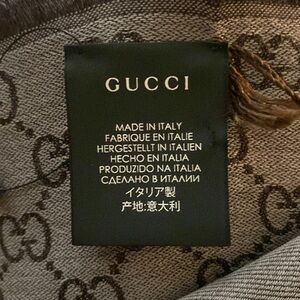 GUCCI
MADE IN ITALY
FABRIQUE EN ITALIE
HERGESTELLT IN ITALIEN
HECHO EN ITALIA
PRODUZIDO NA ITALIA
СДЕЛАНО В ИТАЛИИ
イタリア製
产地:意大利